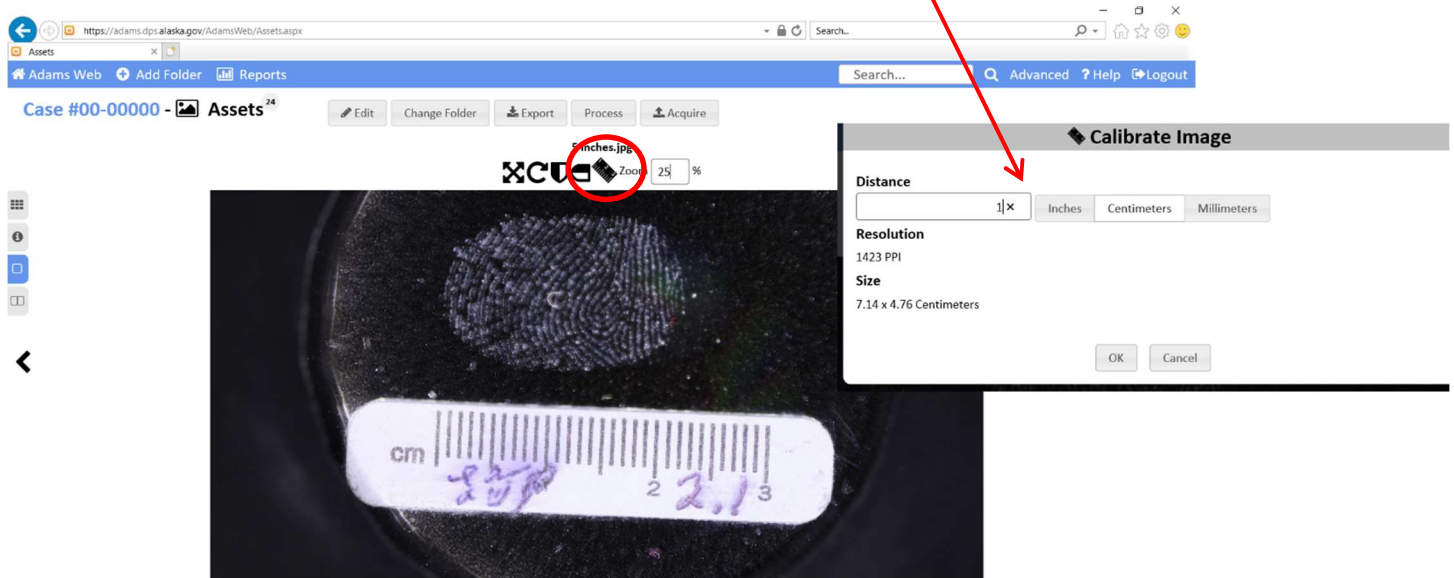 https://adams.dps.alaska.gov/AdamsWeb/Assets.aspx
Search...
Assets
Adams Web Add Folder Reports
Search... Advanced ? Help Logout
Case #00-00000 - Assets 24
Edit Change Folder Export Process Acquire
inches.jpg
Zoom 25 %
Calibrate Image
Distance
1 × Inches Centimeters Millimeters
Resolution
1423 PPI
Size
7.14 x 4.76 Centimeters
OK Cancel
cm
2 2.1 3